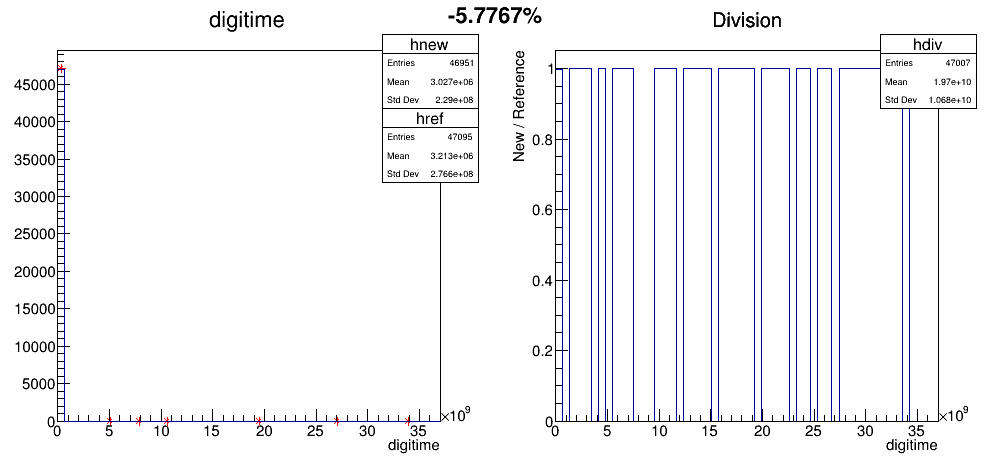 -5.7767%
digitime
hnew
Entries 46951
Mean 3.027e+06
Std Dev 2.29e+08
href
Entries 47095
Mean 3.213e+06
Std Dev 2.766e+08
45000
40000
35000
30000
25000
20000
15000
10000
5000
0
0 5 10 15 20 25 30 35
×10^9
digitime
Division
hdiv
Entries 47007
Mean 1.97e+10
Std Dev 1.068e+10
New / Reference
1
0.8
0.6
0.4
0.2
0
0 5 10 15 20 25 30 35
×10^9
digitime